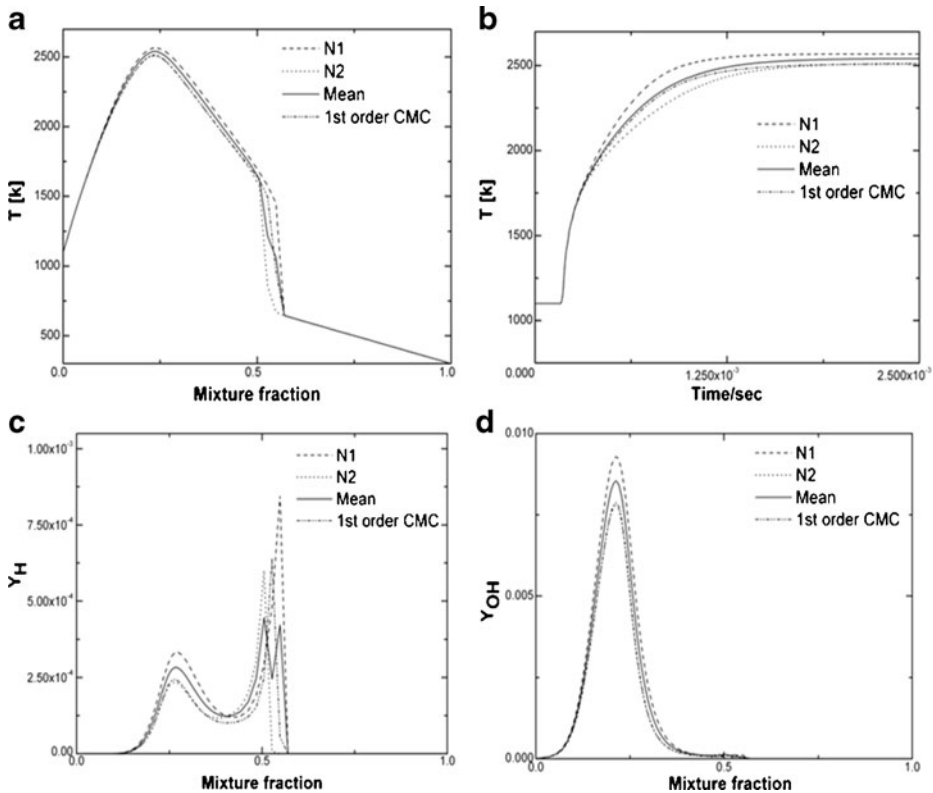 a
2500
2000
1500
1000
500
T [k]
0.0
0.5
1.0
Mixture fraction
N1
N2
Mean
1st order CMC
b
2500
2000
1500
1000
T [k]
0.000
1.250x10⁻³
2.500x10⁻³
Time/sec
N1
N2
Mean
1st order CMC
c
1.00x10⁻³
7.50x10⁻⁴
5.00x10⁻⁴
2.50x10⁻⁴
0.00
Y_H
0.0
0.5
1.0
Mixture fraction
N1
N2
Mean
1st order CMC
d
0.010
0.005
0.000
Y_OH
0.0
0.5
1.0
Mixture fraction
N1
N2
Mean
1st order CMC